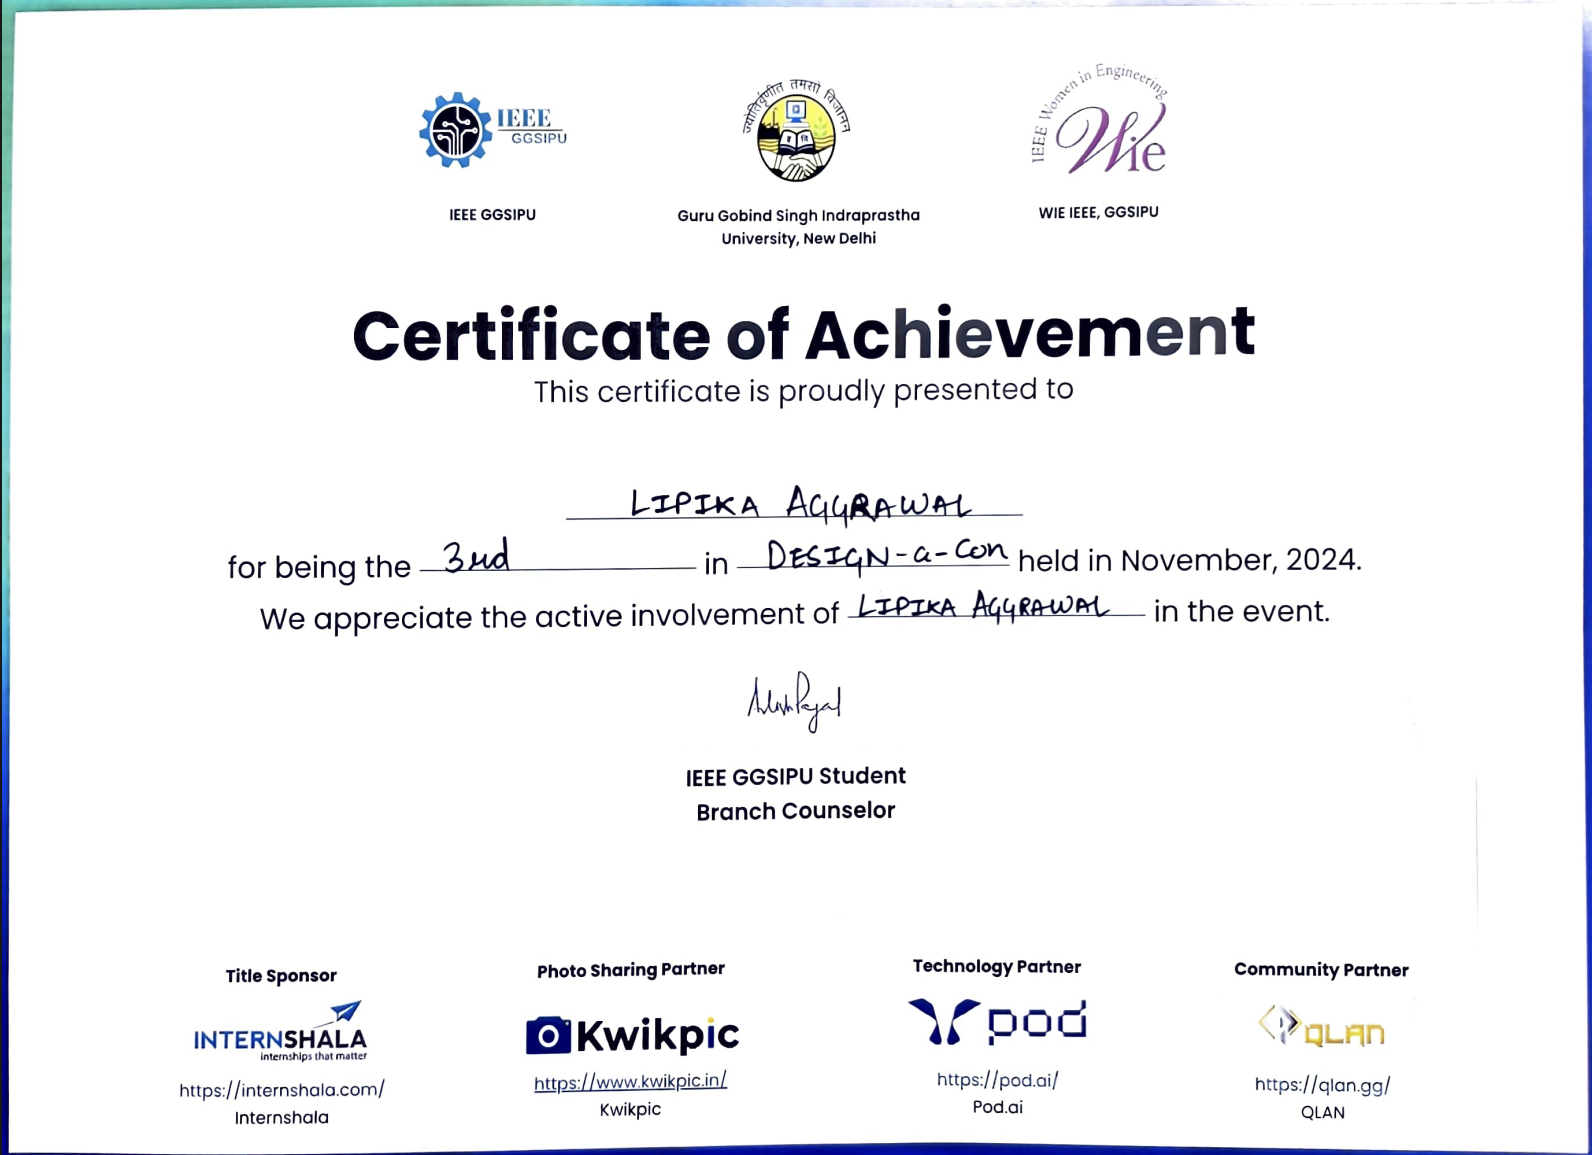 IEEE
GGSIPU
IEEE GGSIPU
ज्योतिर्वृणीत तमसो विजानन
Guru Gobind Singh Indraprastha
University, New Delhi
IEEE Women in Engineering
Wie
WIE IEEE, GGSIPU
Certificate of Achievement
This certificate is proudly presented to
LIPIKA AGGRAWAL
for being the 3rd in DESIGN-a-Con held in November, 2024.
We appreciate the active involvement of LIPIKA AGGRAWAL in the event.
IEEE GGSIPU Student
Branch Counselor
Title Sponsor
INTERNSHALA
internships that matter
https://internshala.com/
Internshala
Photo Sharing Partner
Kwikpic
https://www.kwikpic.in/
Kwikpic
Technology Partner
pod
https://pod.ai/
Pod.ai
Community Partner
QLAN
https://qlan.gg/
QLAN